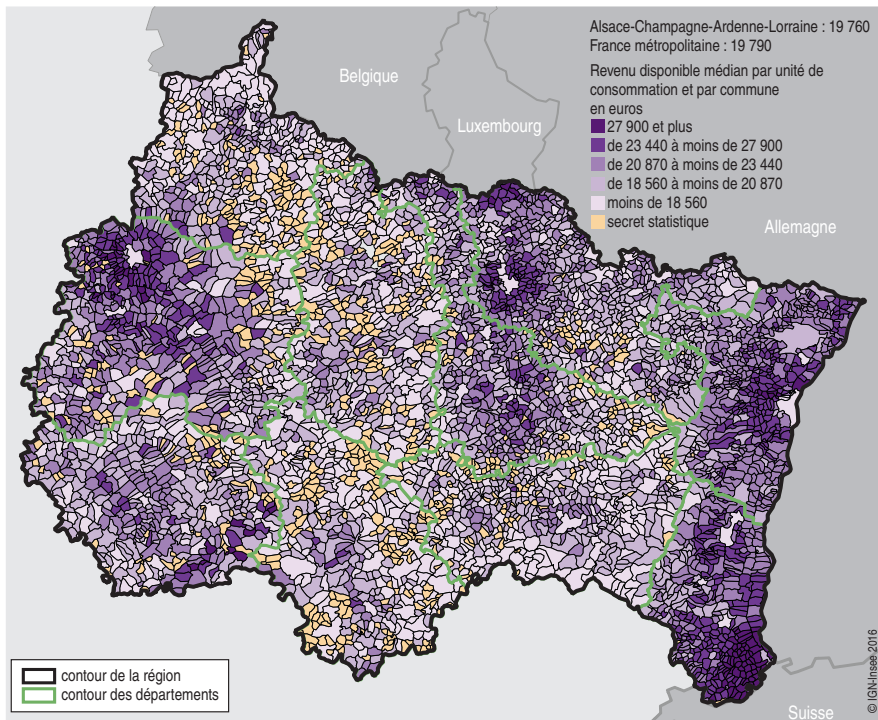 Alsace-Champagne-Ardenne-Lorraine : 19 760
France métropolitaine : 19 790
Revenu disponible médian par unité de
consommation et par commune
en euros
27 900 et plus
de 23 440 à moins de 27 900
de 20 870 à moins de 23 440
de 18 560 à moins de 20 870
moins de 18 560
secret statistique
Belgique
Luxembourg
Allemagne
Suisse
contour de la région
contour des départements
© IGN-Insee 2016